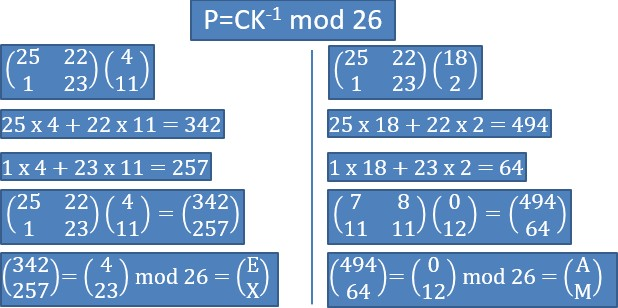 P=CK⁻¹ mod 26
(25 22
1 23)(4
11)
25 x 4 + 22 x 11 = 342
1 x 4 + 23 x 11 = 257
(25 22
1 23)(4
11) = (342
257)
(342
257)= (4
23) mod 26 = (E
X)
(25 22
1 23)(18
2)
25 x 18 + 22 x 2 = 494
1 x 18 + 23 x 2 = 64
(7 8
11 11)(0
12) = (494
64)
(494
64)= (0
12) mod 26 = (A
M)